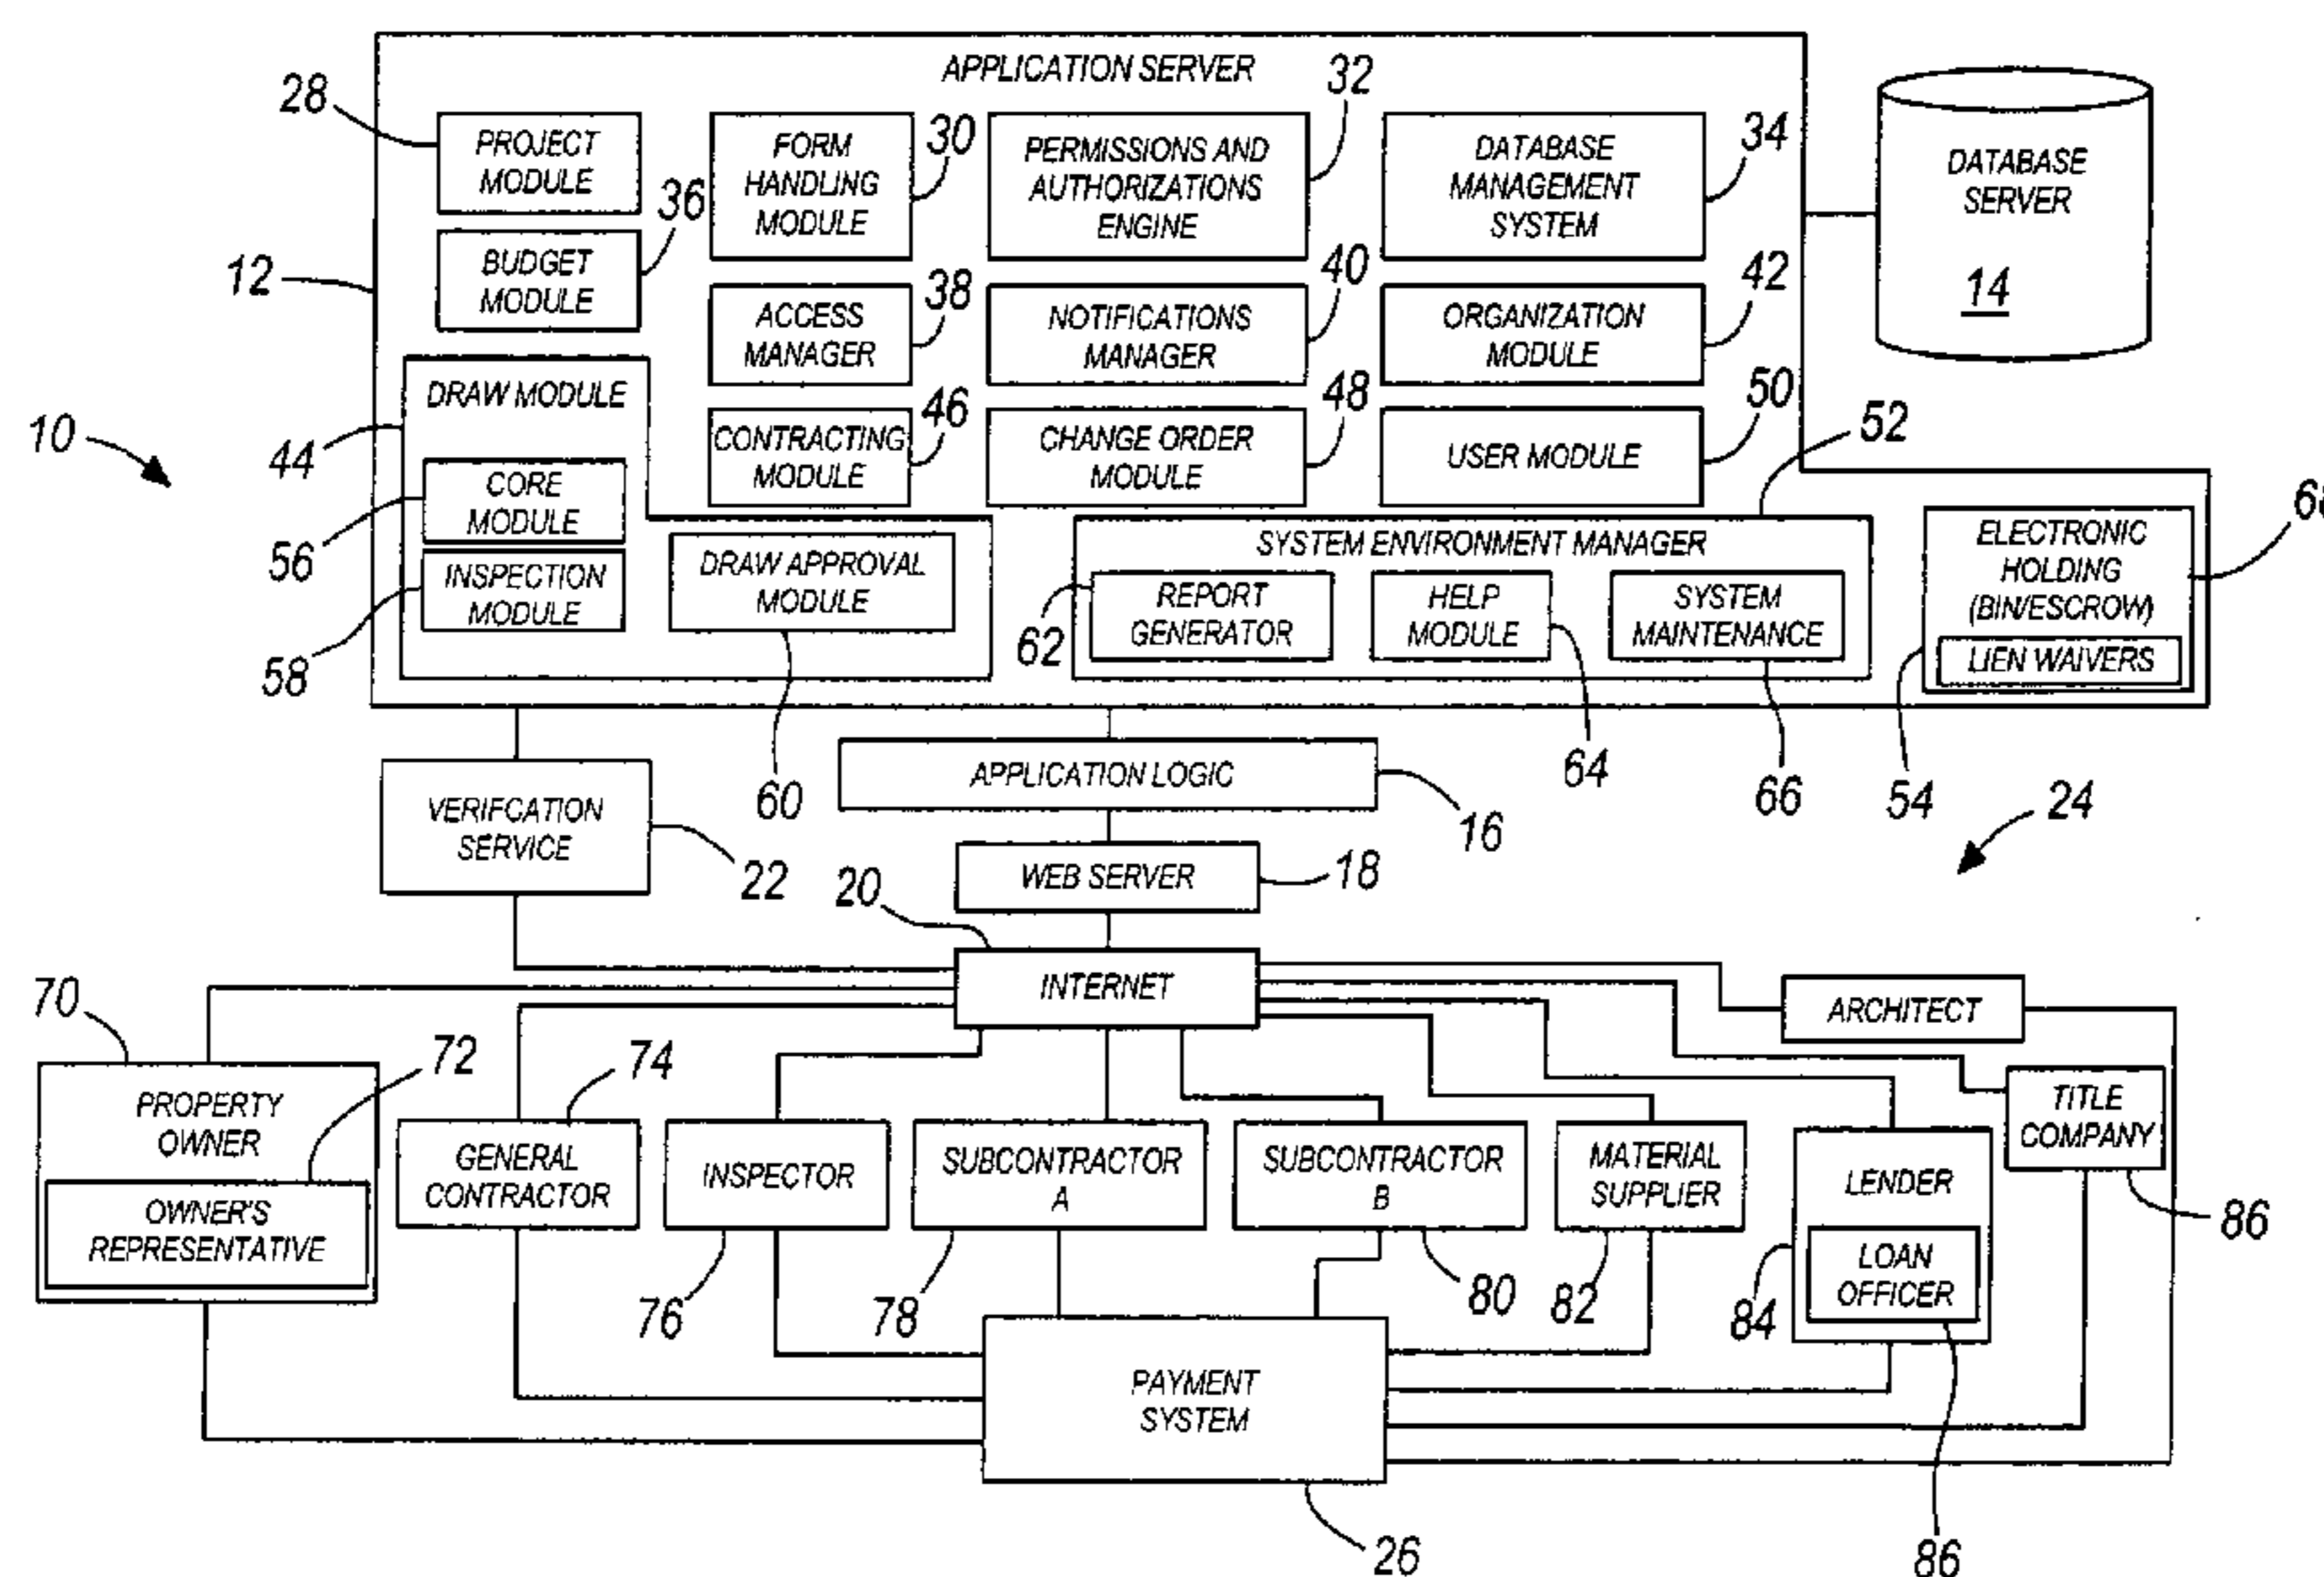 APPLICATION SERVER
28
PROJECT
MODULE
FORM
HANDLING
MODULE
30
PERMISSIONS AND
AUTHORIZATIONS
ENGINE
32
DATABASE
MANAGEMENT
SYSTEM
34
DATABASE
SERVER
14
12
BUDGET
MODULE
36
ACCESS
MANAGER
38
NOTIFICATIONS
MANAGER
40
ORGANIZATION
MODULE
42
10
44
DRAW MODULE
CONTRACTING
MODULE
46
CHANGE ORDER
MODULE
48
USER MODULE
50
52
CORE
MODULE
56
INSPECTION
MODULE
58
DRAW APPROVAL
MODULE
60
SYSTEM ENVIRONMENT MANAGER
62
REPORT
GENERATOR
HELP
MODULE
64
SYSTEM
MAINTENANCE
66
ELECTRONIC
HOLDING
(BIN/ESCROW)
LIEN WAIVERS
54
24
VERIFCATION
SERVICE
22
APPLICATION LOGIC
16
WEB SERVER
18
20
INTERNET
ARCHITECT
70
PROPERTY
OWNER
72
OWNER'S
REPRESENTATIVE
74
GENERAL
CONTRACTOR
INSPECTOR
76
SUBCONTRACTOR
A
78
SUBCONTRACTOR
B
80
MATERIAL
SUPPLIER
82
LENDER
84
LOAN
OFFICER
86
TITLE
COMPANY
86
PAYMENT
SYSTEM
26